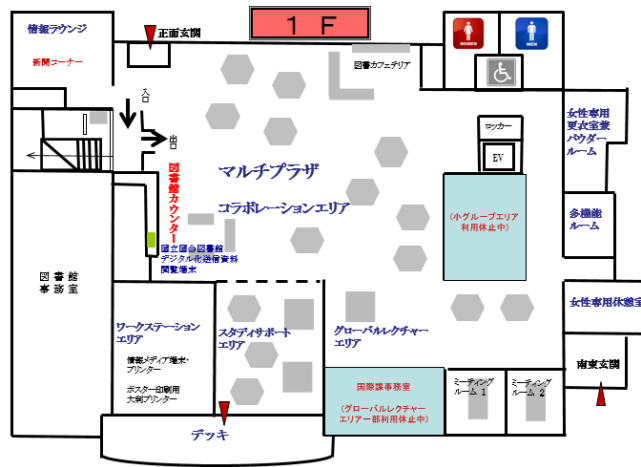 1 F
情報ラウンジ
新聞コーナー
正面玄関
図書カフェテリア
WOMEN
MEN
入口
出口
ロッカー
EV
女性専用
更衣室兼
パウダー
ルーム
マルチプラザ
コラボレーションエリア
図書館カウンター
(小グループエリア
利用休止中)
多機能
ルーム
国立国会図書館
デジタル化送信資料
閲覧端末
図書館
事務室
女性専用休憩室
ワークステーション
エリア
スタディサポート
エリア
グローバルレクチャー
エリア
情報メディア端末・
プリンター
ポスター印刷用
大判プリンター
国際課事務室
(グローバルレクチャー
エリア一部利用休止中)
ミーティング
ルーム 1
ミーティング
ルーム 2
南東玄関
デッキ